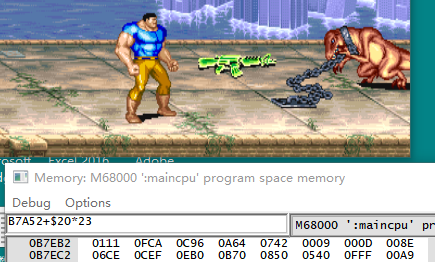 Excel 2016 Adobe
Memory: M68000 ':maincpu' program space memory
Debug Options
B7A52+$20*23 M68000 ':maincpu' pr
0B7EB2 0111 0FCA 0C96 0A64 0742 0009 000D 008E
0B7EC2 06CE 0CEF 0EB0 0B70 0850 0540 0FFF 00A9